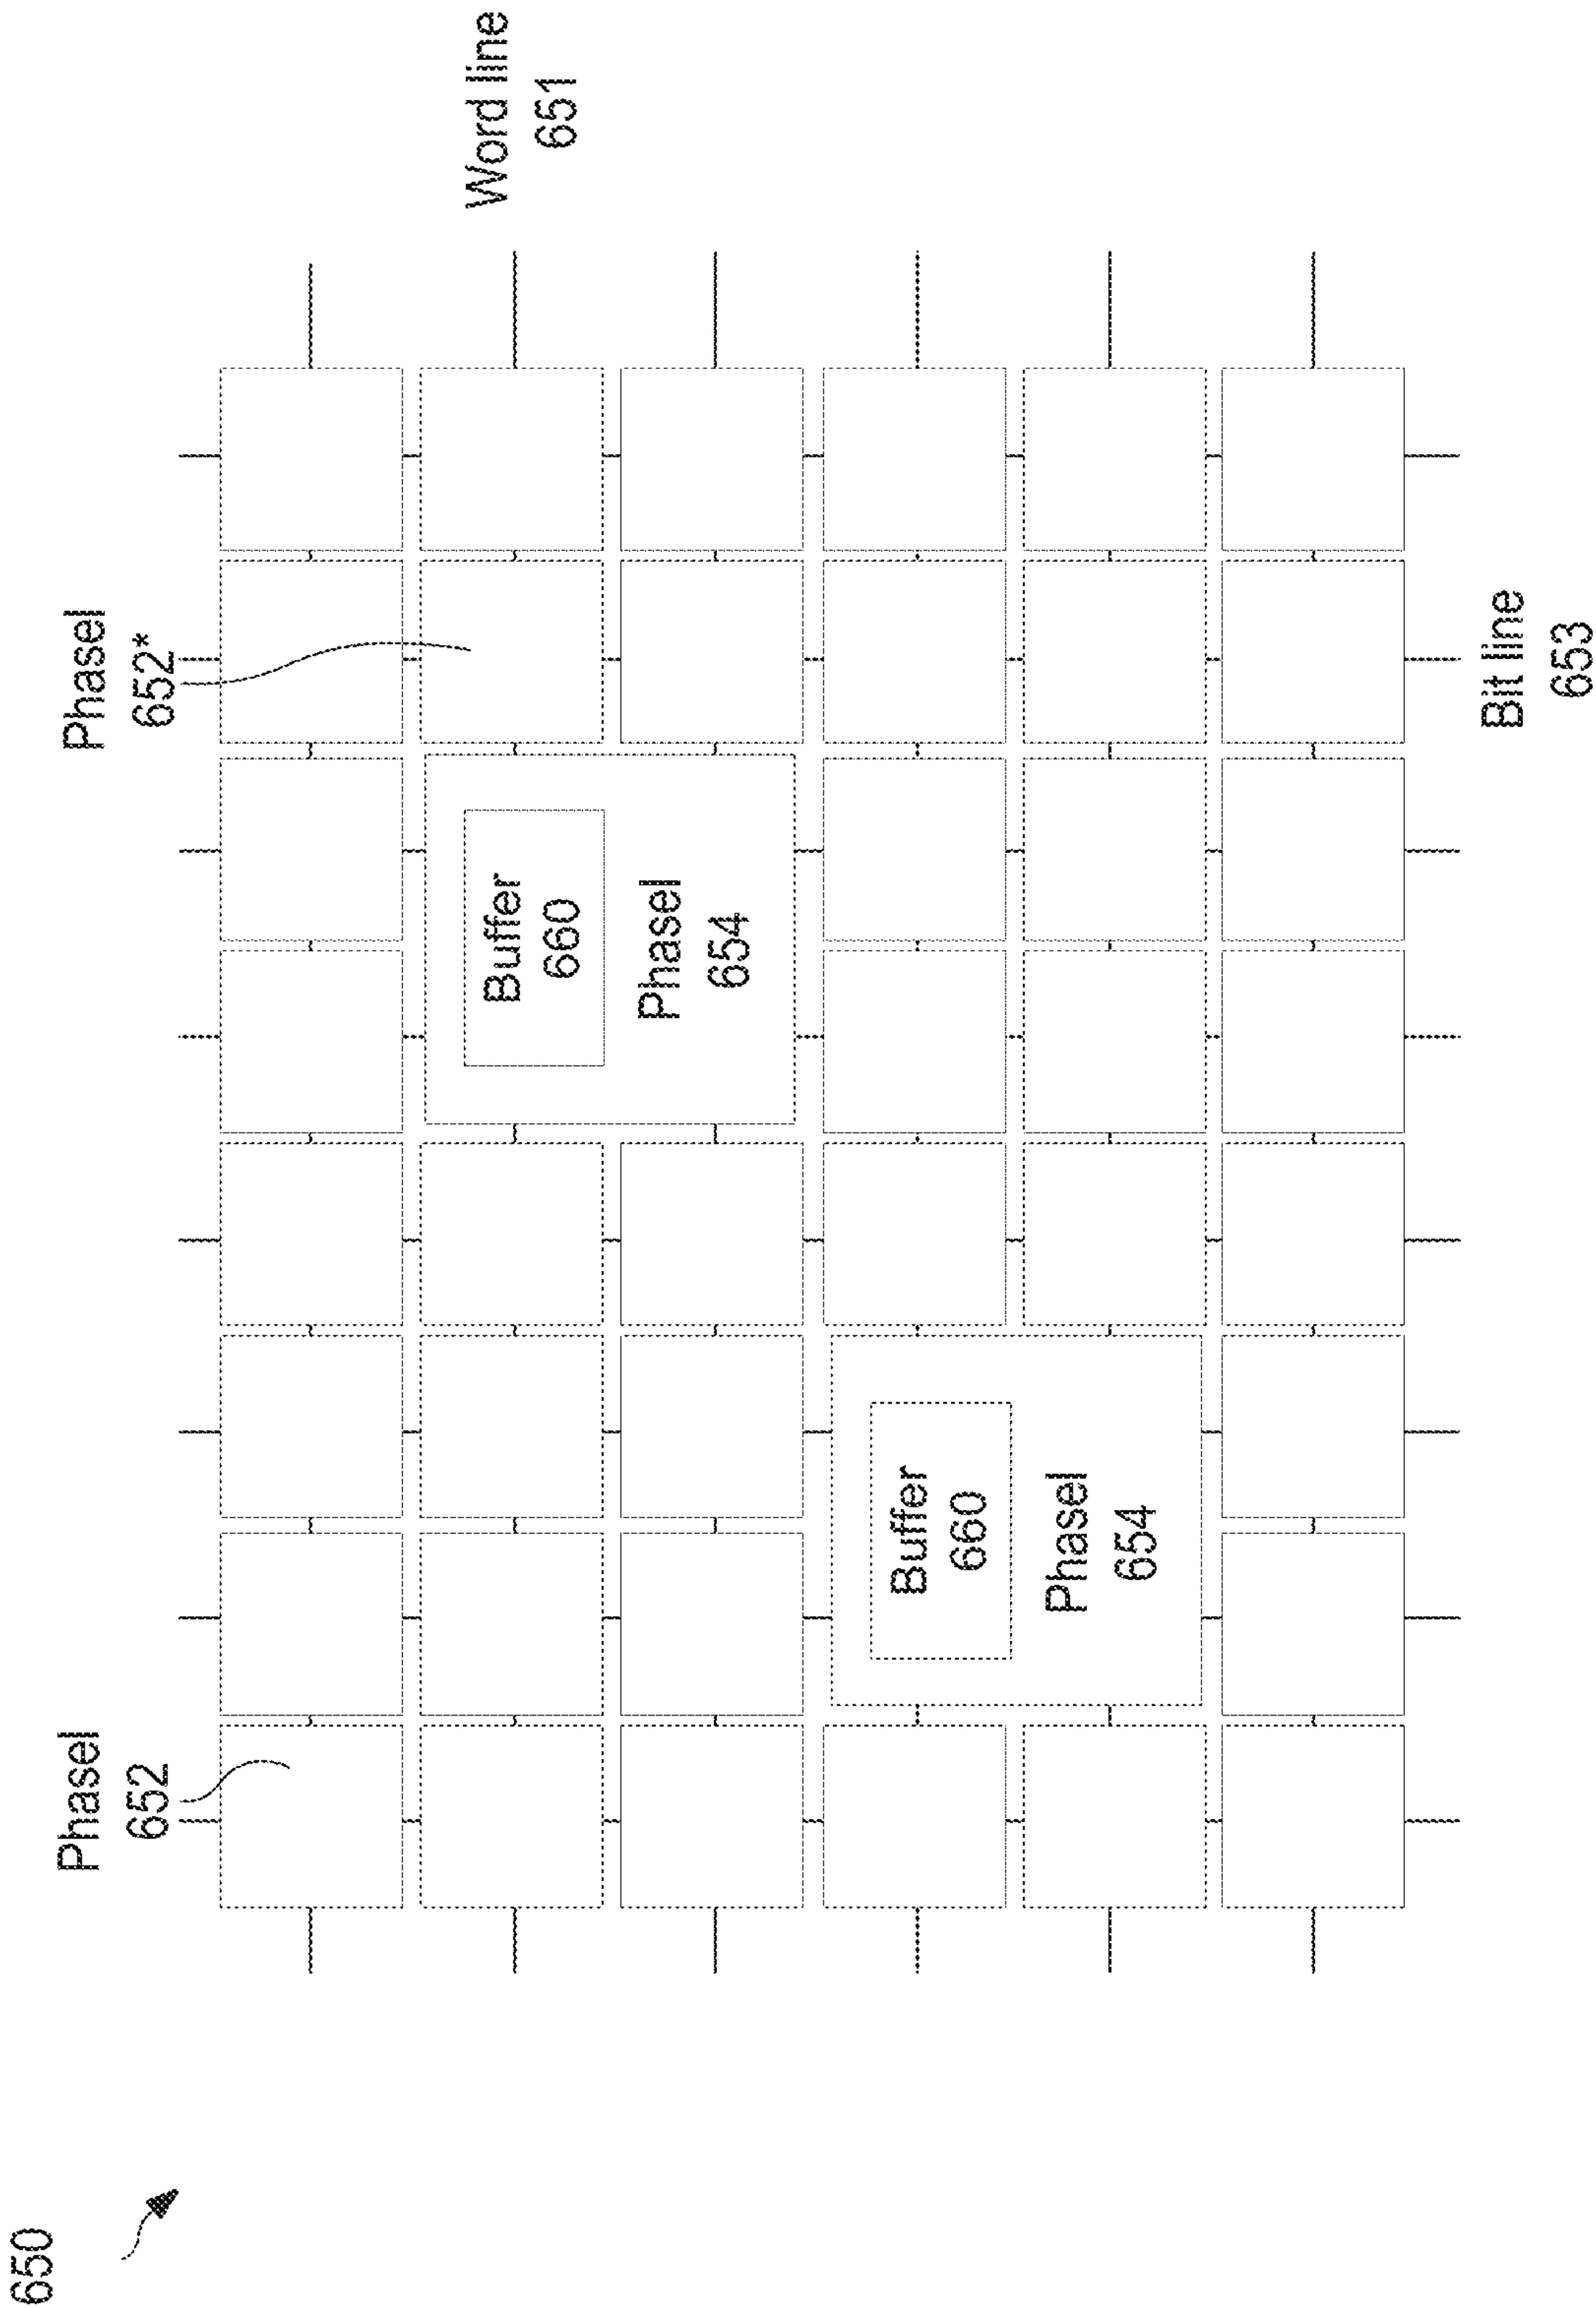 650
Phasel
652
Phasel
652*
Word line
651
Buffer
660
Phasel
654
Buffer
660
Phasel
654
Bit line
653